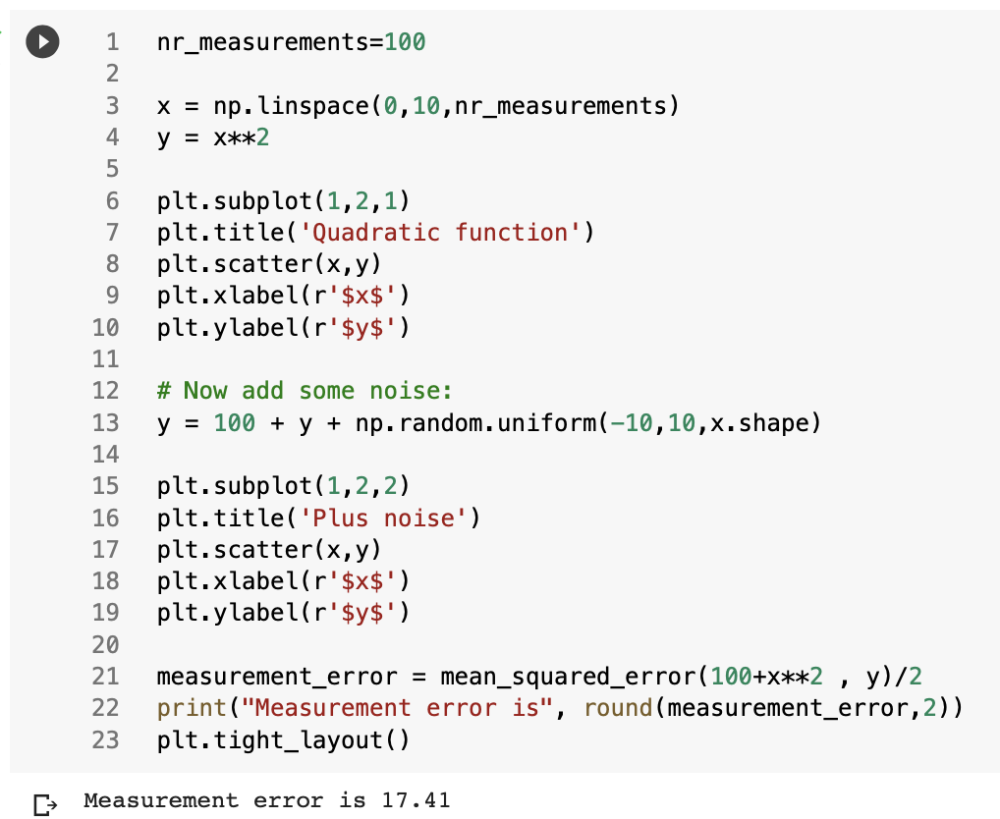 1 nr_measurements=100
2
3 x = np.linspace(0,10,nr_measurements)
4 y = x**2
5
6 plt.subplot(1,2,1)
7 plt.title('Quadratic function')
8 plt.scatter(x,y)
9 plt.xlabel(r'$x$')
10 plt.ylabel(r'$y$')
11
12 # Now add some noise:
13 y = 100 + y + np.random.uniform(-10,10,x.shape)
14
15 plt.subplot(1,2,2)
16 plt.title('Plus noise')
17 plt.scatter(x,y)
18 plt.xlabel(r'$x$')
19 plt.ylabel(r'$y$')
20
21 measurement_error = mean_squared_error(100+x**2 , y)/2
22 print("Measurement error is", round(measurement_error,2))
23 plt.tight_layout()
Measurement error is 17.41